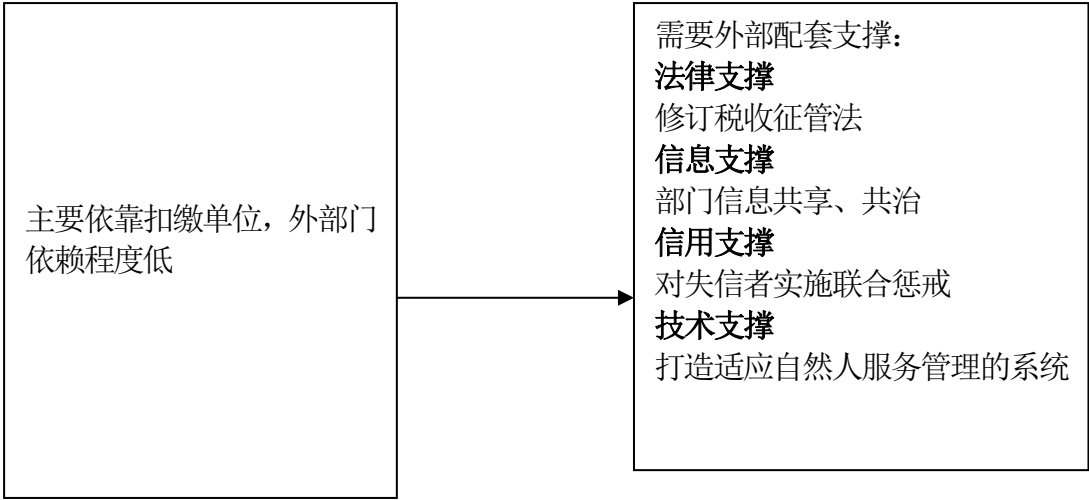 主要依靠扣缴单位，外部门
依赖程度低
需要外部配套支撑：
法律支撑
修订税收征管法
信息支撑
部门信息共享、共治
信用支撑
对失信者实施联合惩戒
技术支撑
打造适应自然人服务管理的系统